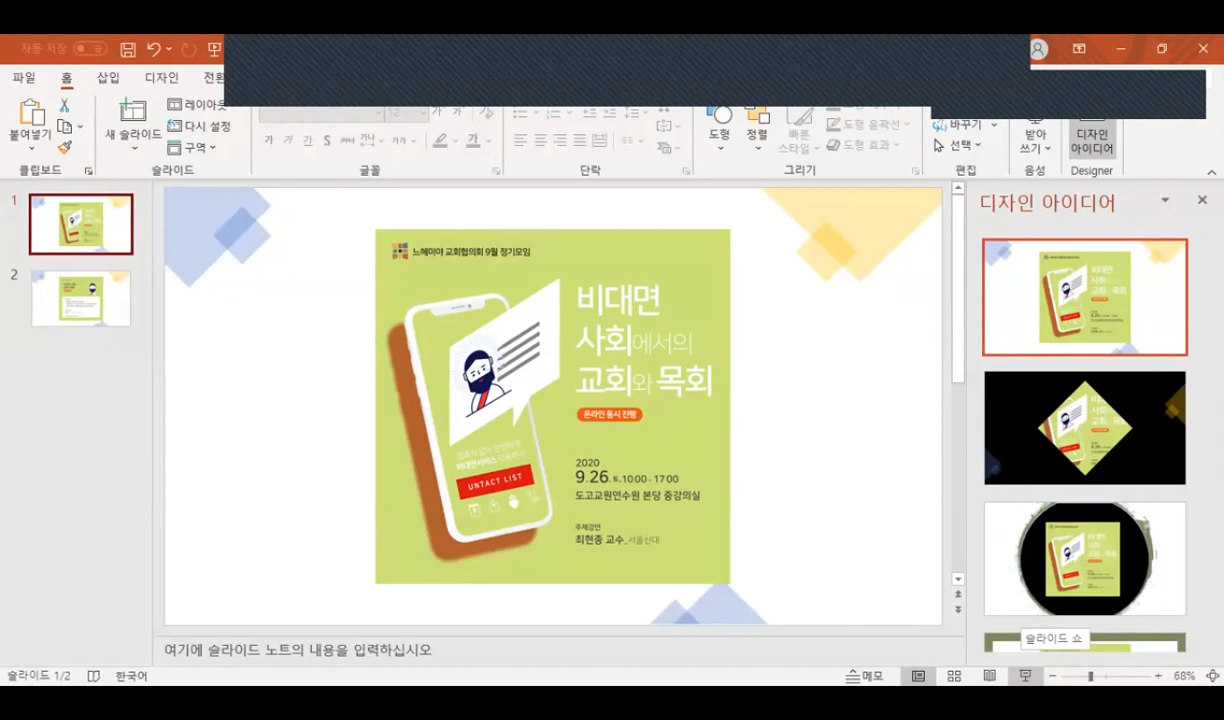 자동 저장
파일 홈 삽입 디자인 전환
붙여넣기
새 슬라이드
레이아웃
다시 설정
구역
가 가 가 S
도형
정렬
빠른
스타일
도형 윤곽선
도형 효과
바꾸기
선택
받아
쓰기
디자인
아이디어
클립보드 슬라이드 글꼴 단락 그리기 편집 음성 Designer
1
2
느헤미야 교회협의회 9월 정기모임
비대면
사회에서의
교회와 목회
온라인 동시 진행
UNTACT LIST
2020
9.26.토.10:00 - 17:00
도고교원연수원 본당 중강의실
주제강연
최현종 교수_서울신대
디자인 아이디어
슬라이드 쇼
여기에 슬라이드 노트의 내용을 입력하십시오
슬라이드 1/2 한국어 메모 68%